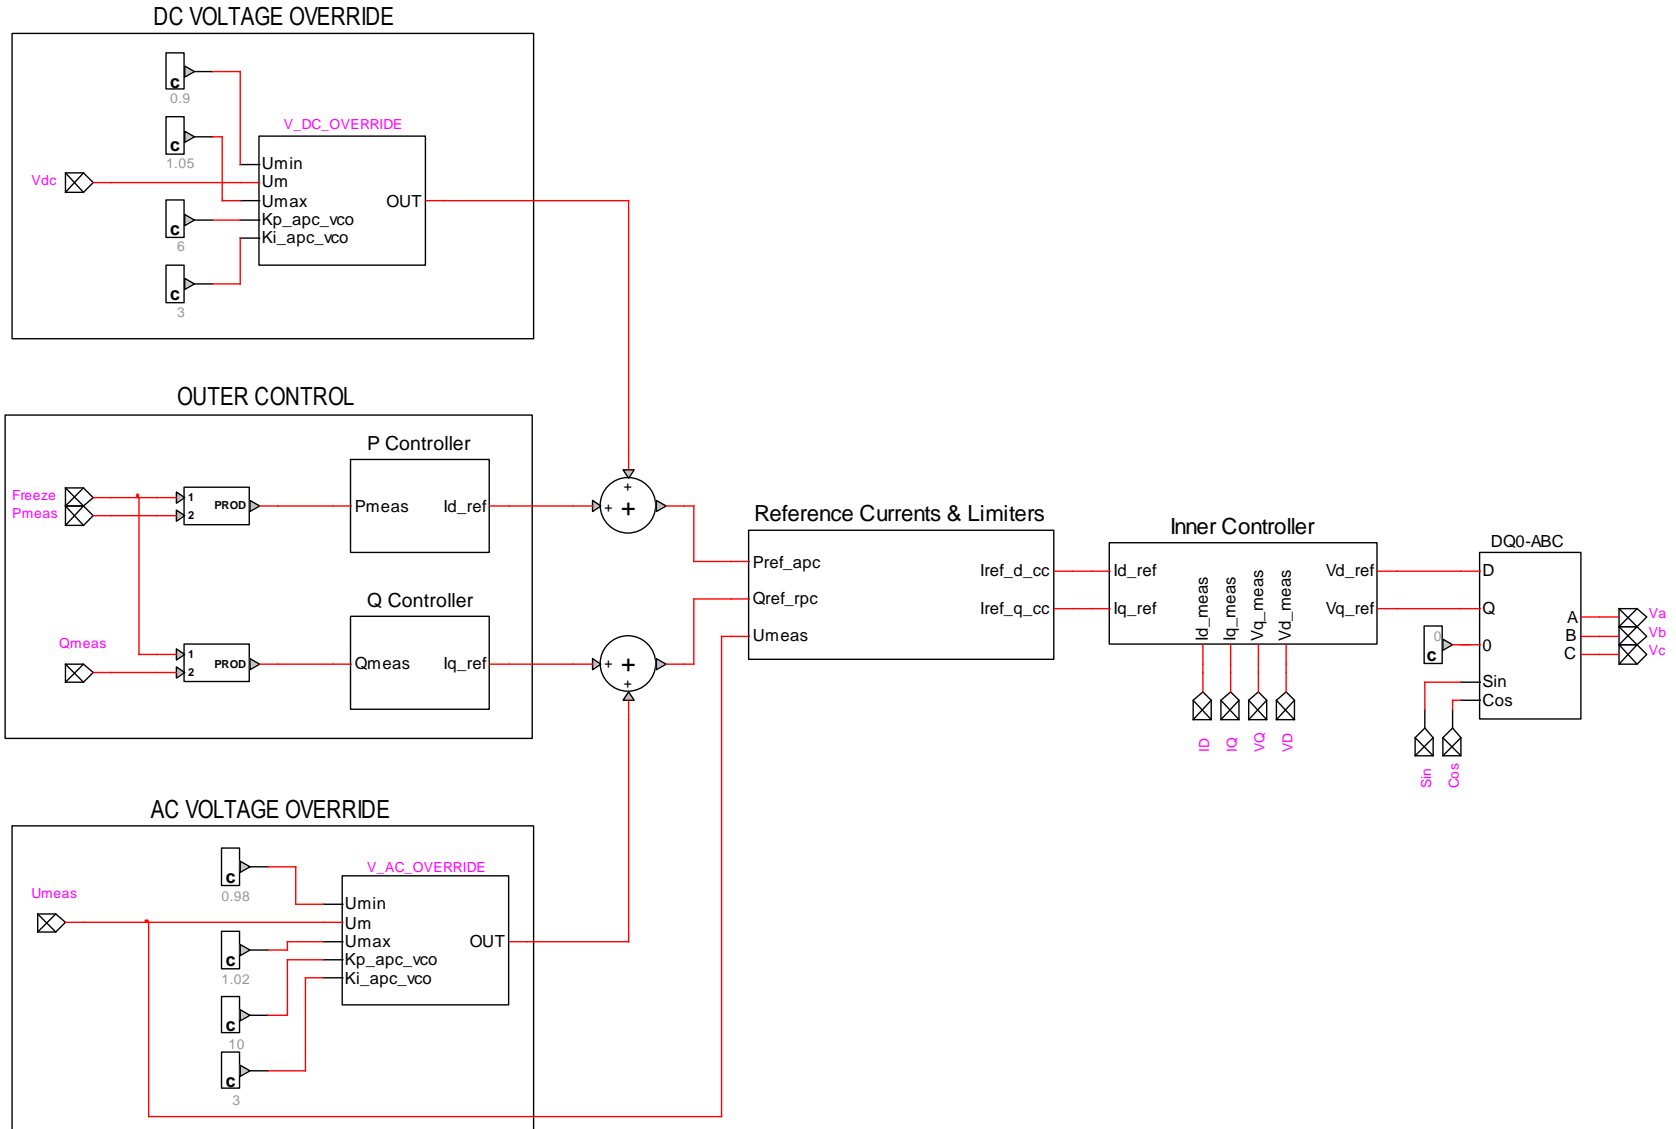 DC VOLTAGE OVERRIDE
c
0.9
c
1.05
Vdc
c
6
c
3
V_DC_OVERRIDE
Umin
Um
Umax
Kp_apc_vco
Ki_apc_vco
OUT
OUTER CONTROL
Freeze
Pmeas
1
2
PROD
P Controller
Pmeas
Id_ref
Qmeas
1
2
PROD
Q Controller
Qmeas
Iq_ref
+
+
+
+
+
+
AC VOLTAGE OVERRIDE
Umeas
c
0.98
c
1.02
c
10
c
3
V_AC_OVERRIDE
Umin
Um
Umax
Kp_apc_vco
Ki_apc_vco
OUT
Reference Currents & Limiters
Pref_apc
Qref_rpc
Umeas
Iref_d_cc
Iref_q_cc
Inner Controller
Id_ref
Iq_ref
Id_meas
Iq_meas
Vq_meas
Vd_meas
Vd_ref
Vq_ref
ID
IQ
VQ
VD
DQ0-ABC
D
Q
0
Sin
Cos
A
B
C
0
c
Sin
Cos
Va
Vb
Vc